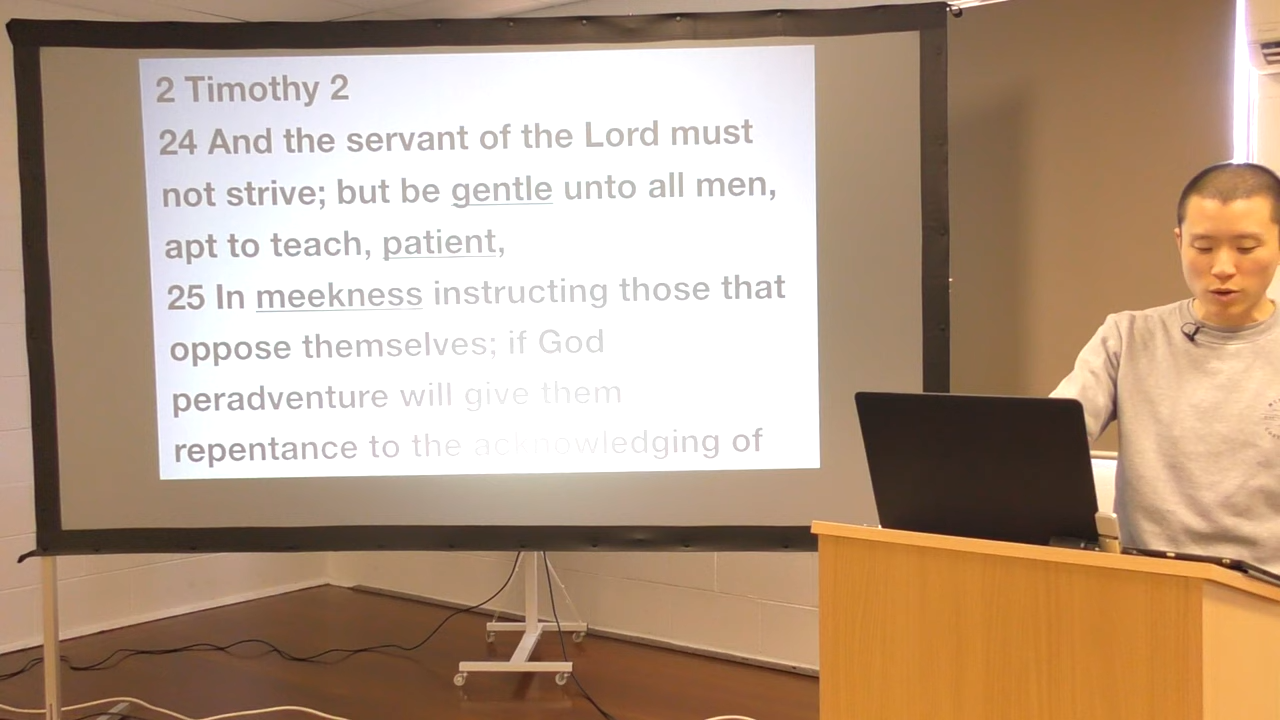 2 Timothy 2
24 And the servant of the Lord must
not strive; but be gentle unto all men,
apt to teach, patient,
25 In meekness instructing those that
oppose themselves; if God
peradventure will give them
repentance to the acknowledging of